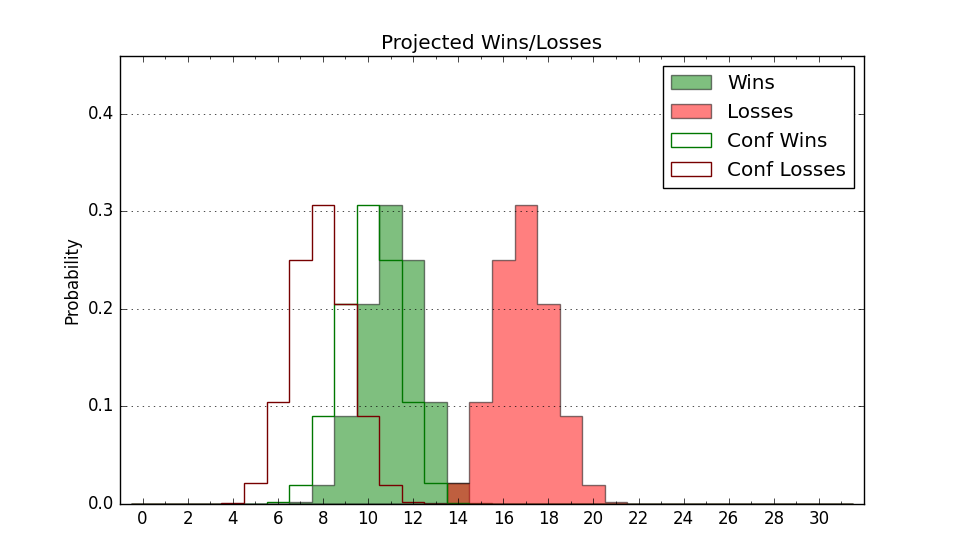 Projected Wins/Losses
Wins
Losses
Conf Wins
Conf Losses
Probability
0.4
0.3
0.2
0.1
0.0
0 2 4 6 8 10 12 14 16 18 20 22 24 26 28 30